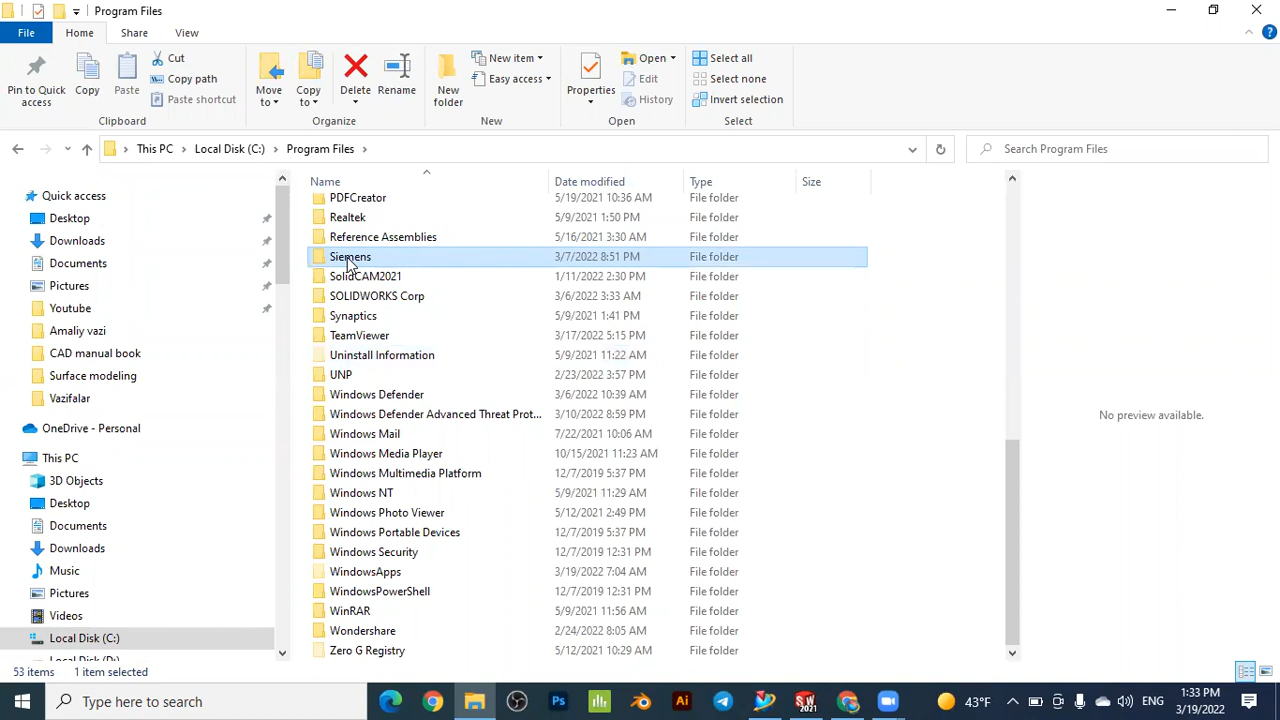 Program Files
File Home Share View
Pin to Quick access
Copy
Paste
Cut
Copy path
Paste shortcut
Clipboard
Move to
Copy to
Delete
Rename
Organize
New folder
New item
Easy access
New
Properties
Open
Edit
History
Open
Select all
Select none
Invert selection
Select
This PC > Local Disk (C:) > Program Files >
Search Program Files
Quick access
Desktop
Downloads
Documents
Pictures
Youtube
Amaliy vazi
CAD manual book
Surface modeling
Vazifalar
OneDrive - Personal
This PC
3D Objects
Desktop
Documents
Downloads
Music
Pictures
Videos
Local Disk (C:)
Local Disk (D:)
Name Date modified Type Size
PDFCreator 5/19/2021 10:36 AM File folder
Realtek 5/9/2021 1:50 PM File folder
Reference Assemblies 5/16/2021 3:30 AM File folder
Siemens 3/7/2022 8:51 PM File folder
SolidCAM2021 1/11/2022 2:30 PM File folder
SOLIDWORKS Corp 3/6/2022 3:33 AM File folder
Synaptics 5/9/2021 1:41 PM File folder
TeamViewer 3/17/2022 5:15 PM File folder
Uninstall Information 5/9/2021 11:22 AM File folder
UNP 2/23/2022 3:57 PM File folder
Windows Defender 3/6/2022 10:39 AM File folder
Windows Defender Advanced Threat Prot... 3/10/2022 8:59 PM File folder
Windows Mail 7/22/2021 10:06 AM File folder
Windows Media Player 10/15/2021 11:23 AM File folder
Windows Multimedia Platform 12/7/2019 5:37 PM File folder
Windows NT 5/9/2021 11:29 AM File folder
Windows Photo Viewer 5/12/2021 2:49 PM File folder
Windows Portable Devices 12/7/2019 5:37 PM File folder
Windows Security 12/7/2019 12:31 PM File folder
WindowsApps 3/19/2022 7:04 AM File folder
WindowsPowerShell 12/7/2019 12:31 PM File folder
WinRAR 5/9/2021 11:56 AM File folder
Wondershare 2/24/2022 8:05 AM File folder
Zero G Registry 5/12/2021 10:29 AM File folder
No preview available.
53 items 1 item selected
Type here to search
Ps
Ai
SW
2021
43°F
ENG
1:33 PM
3/19/2022